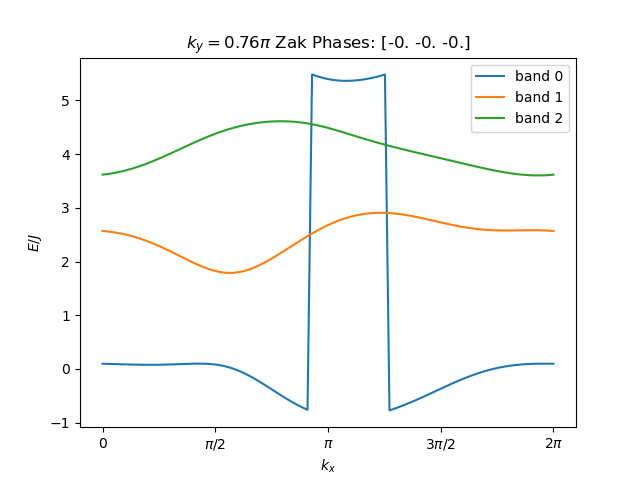 $k_y = 0.76\pi$ Zak Phases: [-0. -0. -0.]
band 0
band 1
band 2
E/J
5
4
3
2
1
0
−1
0
π/2
π
3π/2
2π
$k_x$